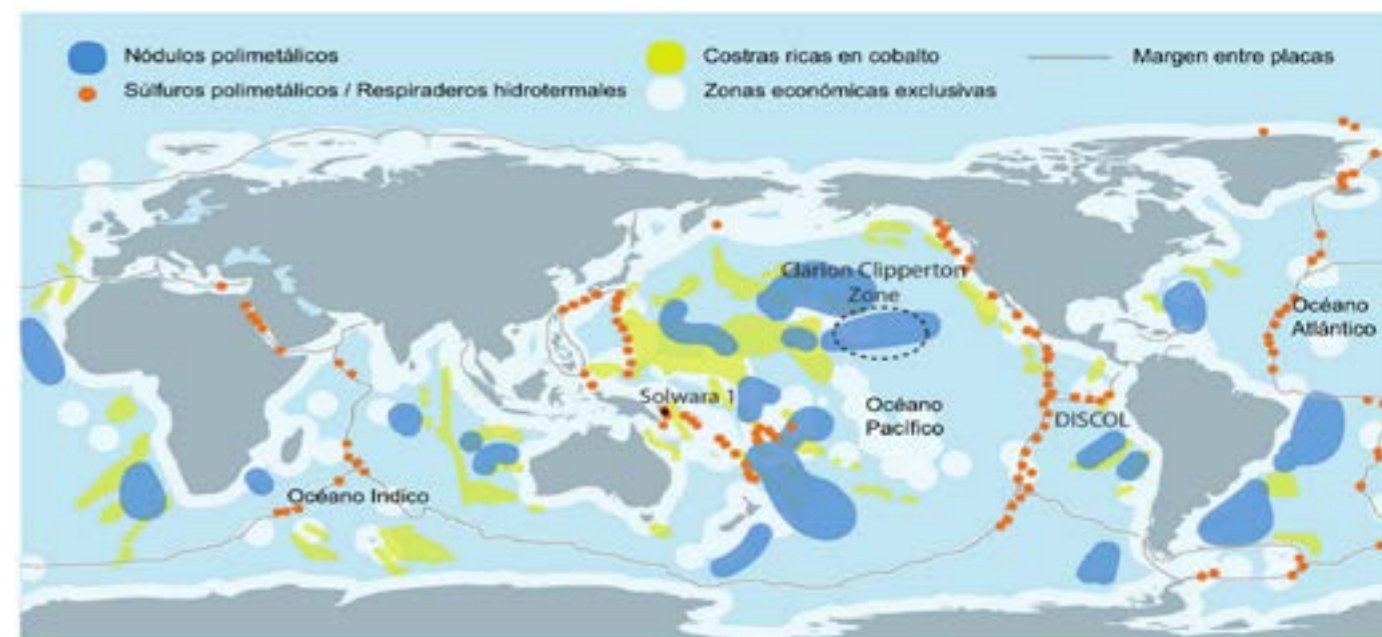 Nódulos polimetálicos
Súlfuros polimetálicos / Respiraderos hidrotermales
Costras ricas en cobalto
Zonas económicas exclusivas
Margen entre placas
Clarion Clipperton
Zone
Océano
Atlántico
Solwara 1
Océano
Pacífico
DISCOL
Océano Indico